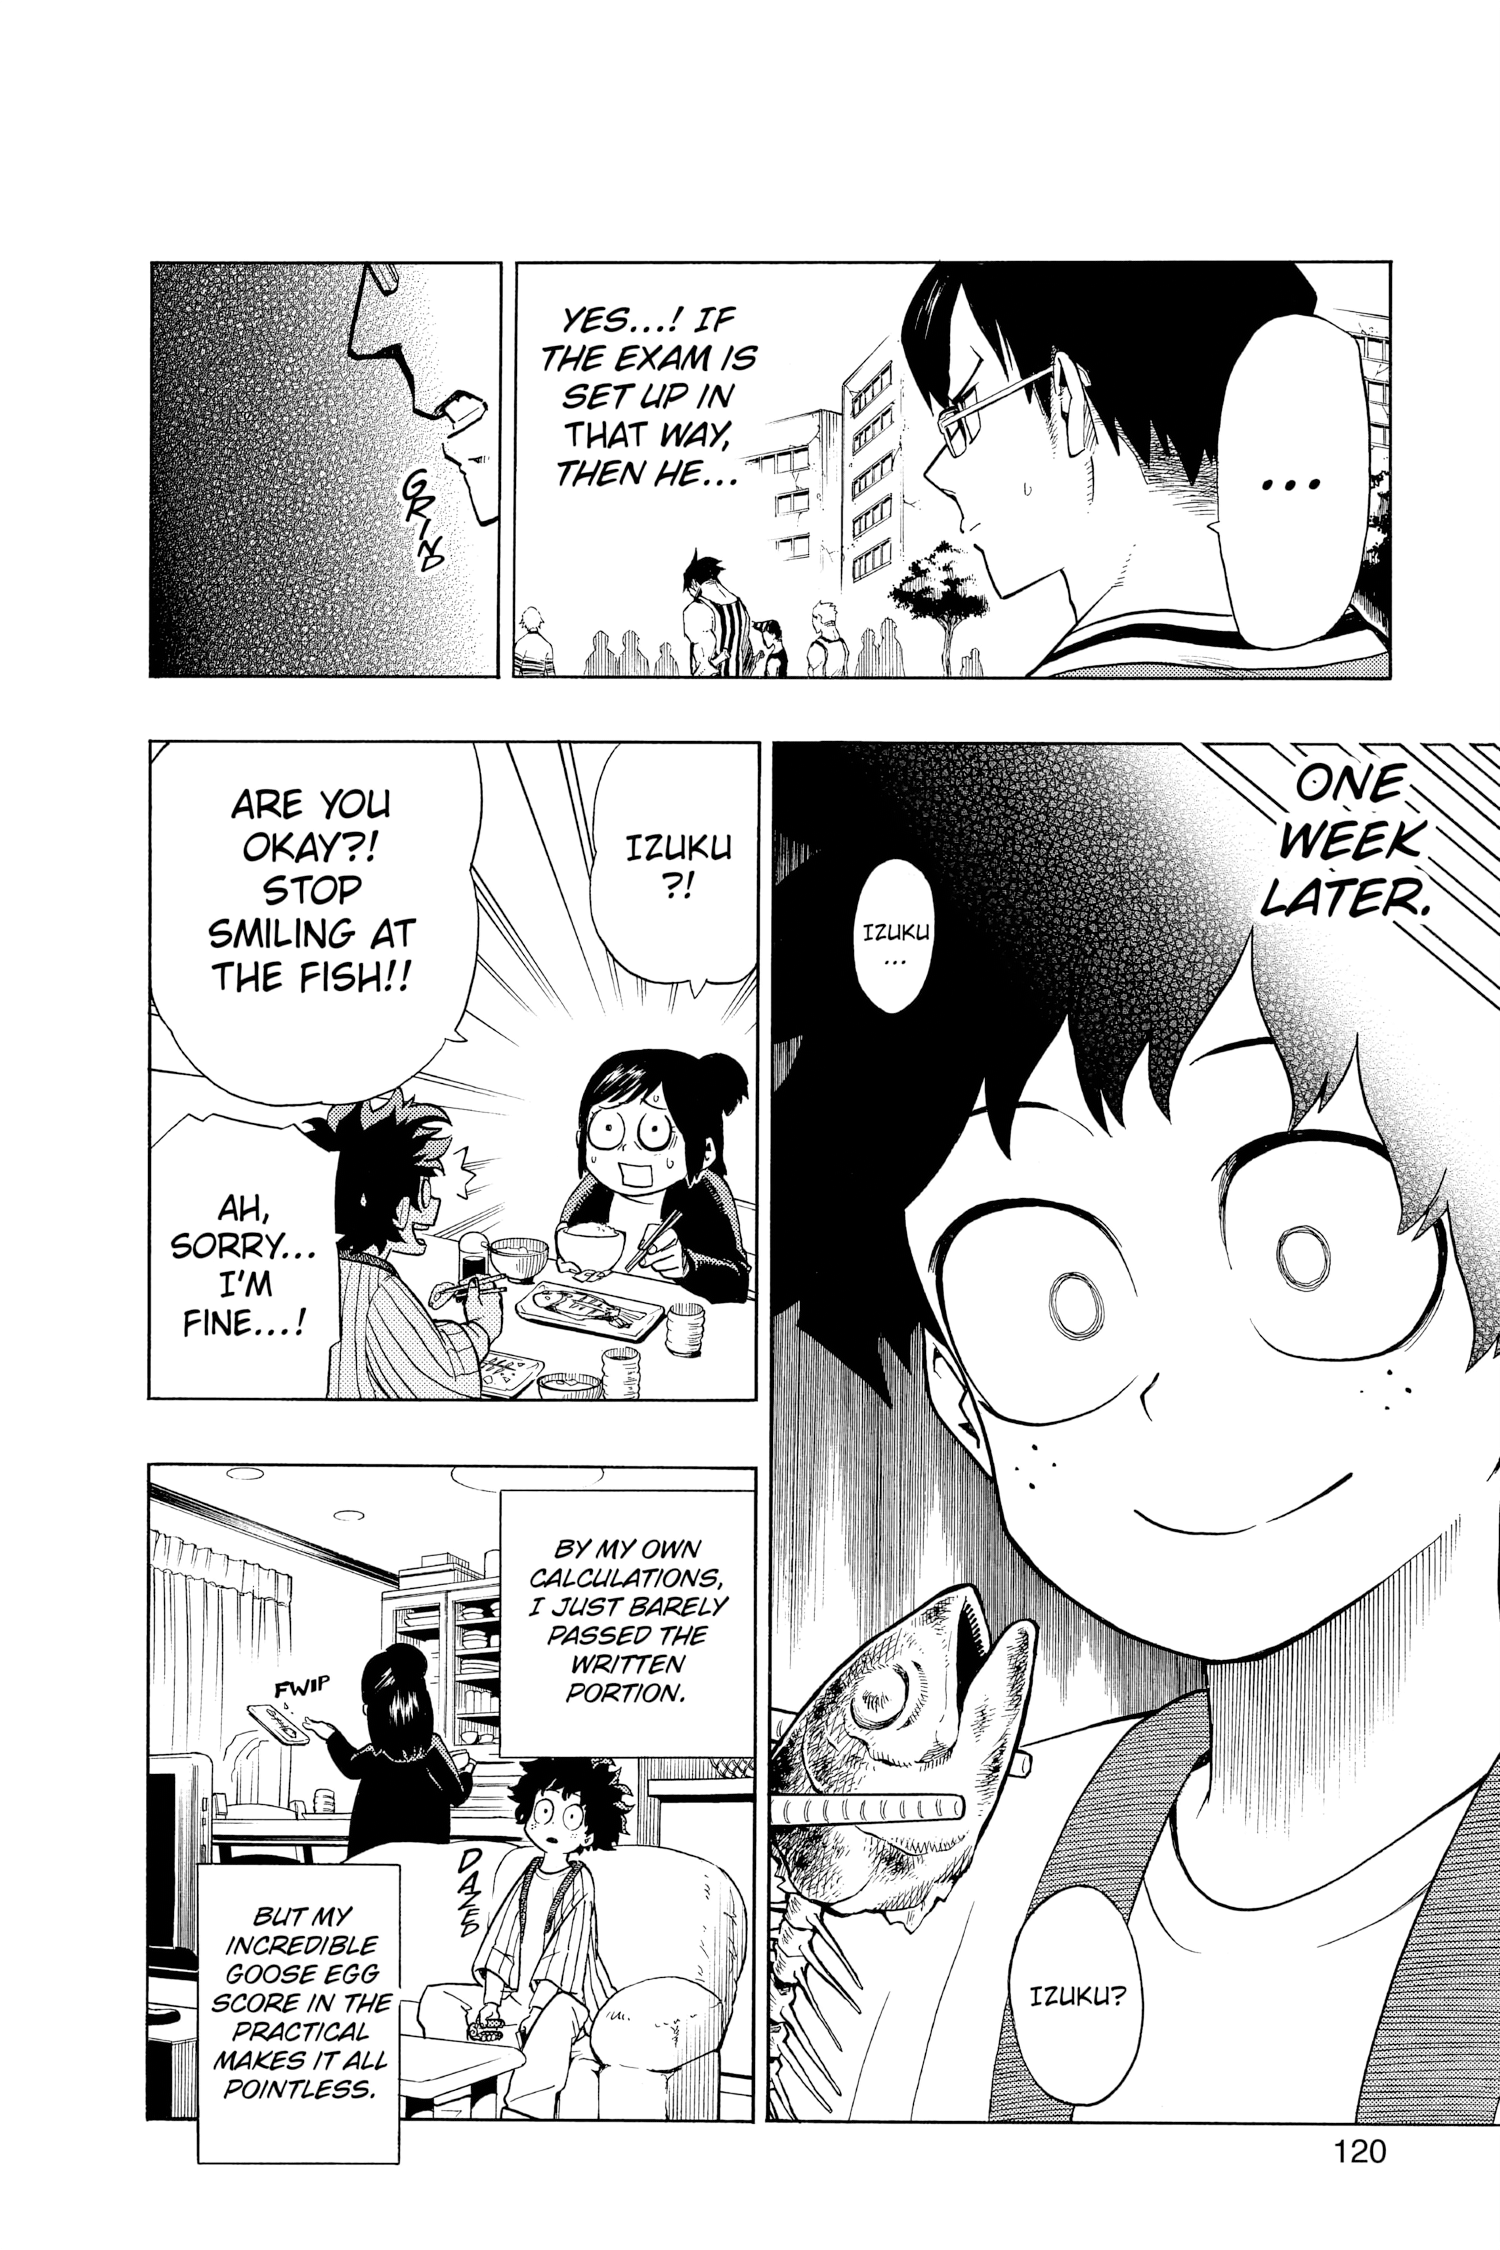 ...
YES...! IF
THE EXAM IS
SET UP IN
THAT WAY,
THEN HE...
GRIND
ONE
WEEK
LATER.
IZUKU
...
IZUKU?
IZUKU
?!
ARE YOU
OKAY?!
STOP
SMILING AT
THE FISH!!
AH,
SORRY...
I'M
FINE...!
BY MY OWN
CALCULATIONS,
I JUST BARELY
PASSED THE
WRITTEN
PORTION.
FWIP
DAZED
BUT MY
INCREDIBLE
GOOSE EGG
SCORE IN THE
PRACTICAL
MAKES IT ALL
POINTLESS.
120